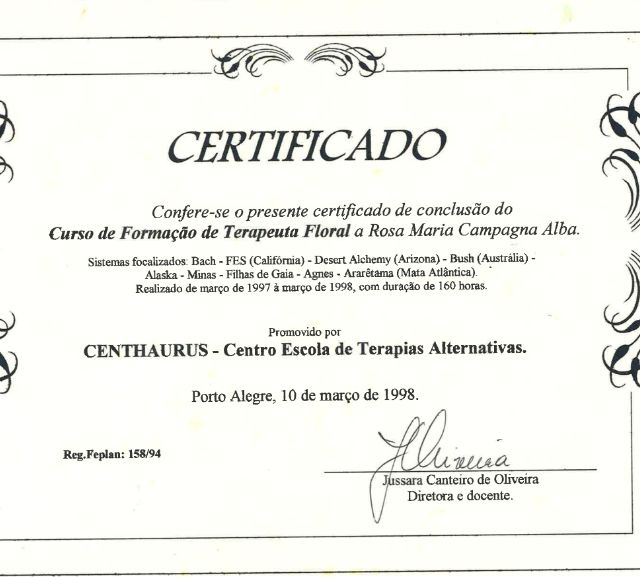 CERTIFICADO
Confere-se o presente certificado de conclusão do
Curso de Formação de Terapeuta Floral a Rosa Maria Campagna Alba.
Sistemas focalizados: Bach - FES (Califórnia) - Desert Alchemy (Arizona) - Bush (Austrália) -
Alaska - Minas - Filhas de Gaia - Agnes - Ararêtama (Mata Atlântica).
Realizado de março de 1997 à março de 1998, com duração de 160 horas.
Promovido por
CENTHAURUS - Centro Escola de Terapias Alternativas.
Porto Alegre, 10 de março de 1998.
Reg.Feplan: 158/94
JC Oliveira
Jussara Canteiro de Oliveira
Diretora e docente.